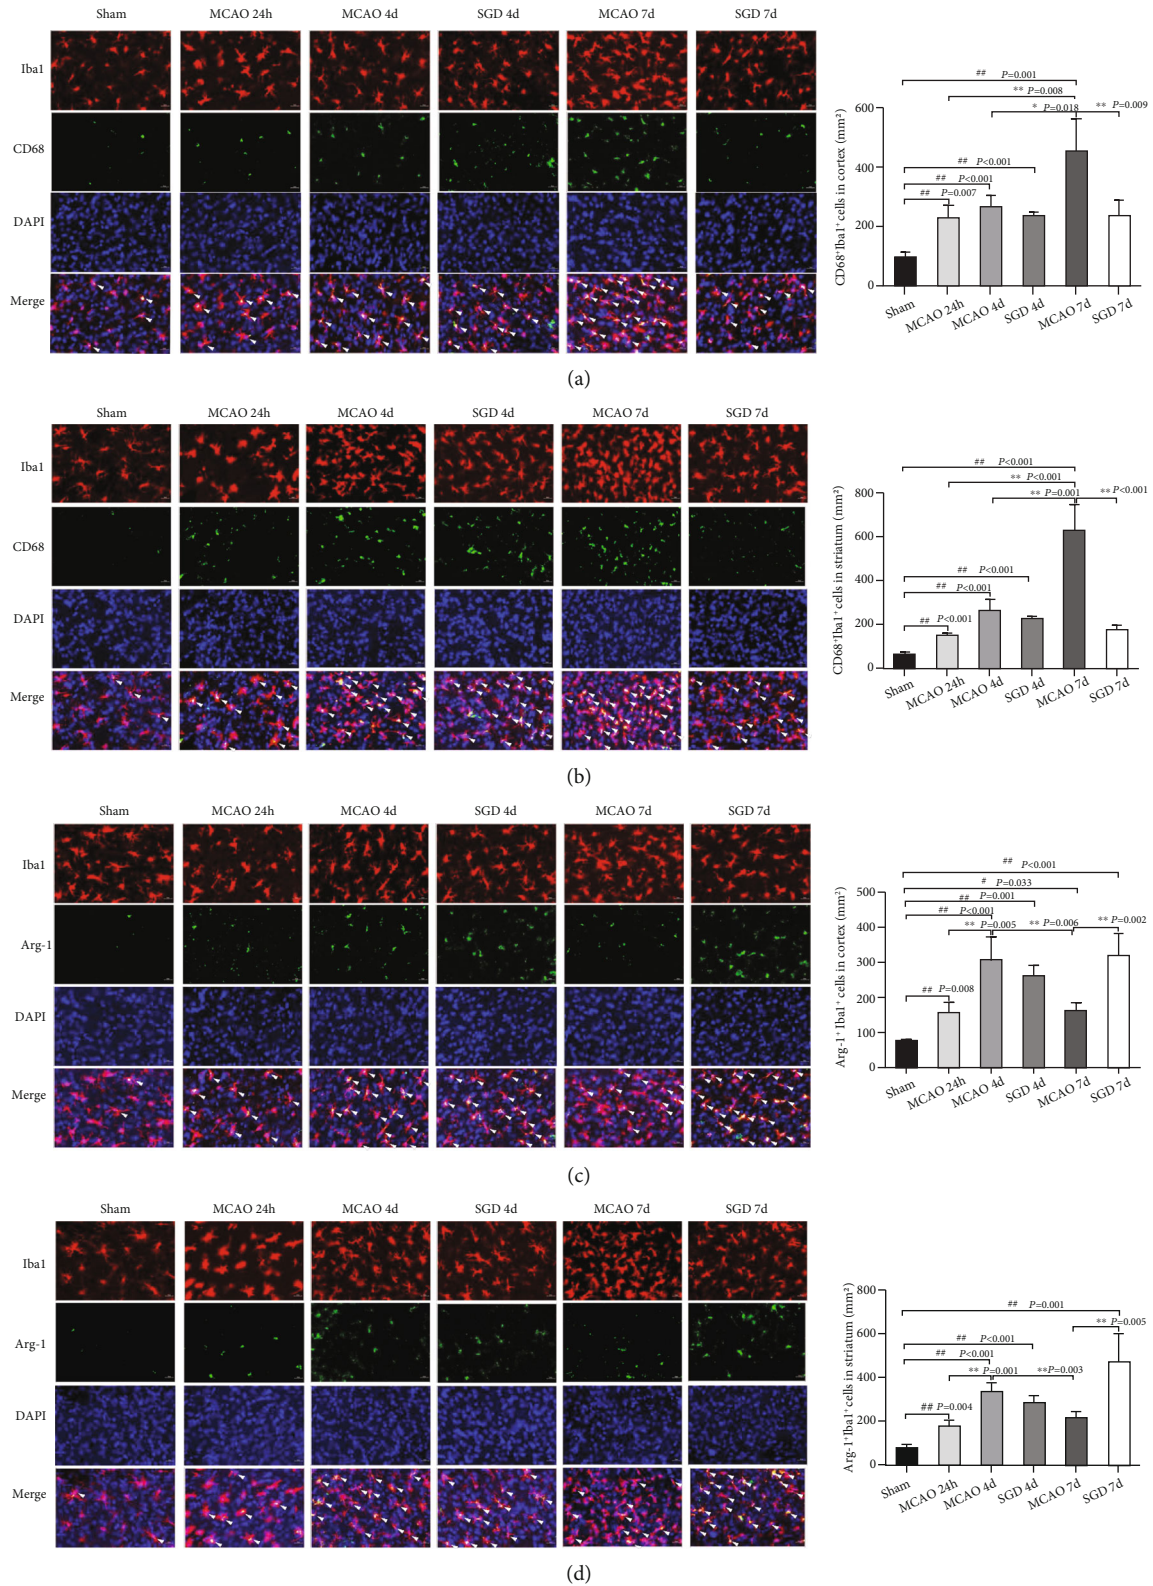 Sham MCAO 24h MCAO 4d SGD 4d MCAO 7d SGD 7d
Iba1
CD68
DAPI
Merge
## P=0.001
** P=0.008
* P=0.018 ** P=0.009
## P<0.001
## P<0.001
## P=0.007
600
400
200
0
CD68⁺Iba1⁺ cells in cortex (mm²)
Sham MCAO 24h MCAO 4d SGD 4d MCAO 7d SGD 7d
(a)
Sham MCAO 24h MCAO 4d SGD 4d MCAO 7d SGD 7d
Iba1
CD68
DAPI
Merge
## P<0.001
** P<0.001
** P=0.001 ** P<0.001
## P<0.001
## P<0.001
## P<0.001
800
600
400
200
0
CD68⁺Iba1⁺ cells in striatum (mm²)
Sham MCAO 24h MCAO 4d SGD 4d MCAO 7d SGD 7d
(b)
Sham MCAO 24h MCAO 4d SGD 4d MCAO 7d SGD 7d
Iba1
Arg-1
DAPI
Merge
## P<0.001
# P=0.033
## P=0.001
## P<0.001
** P=0.005 ** P=0.006 ** P=0.002
## P=0.008
500
400
300
200
100
0
Arg-1⁺Iba1⁺ cells in cortex (mm²)
Sham MCAO 24h MCAO 4d SGD 4d MCAO 7d SGD 7d
(c)
Sham MCAO 24h MCAO 4d SGD 4d MCAO 7d SGD 7d
Iba1
Arg-1
DAPI
Merge
## P=0.001
** P=0.005
## P<0.001
## P<0.001
** P=0.001 **P=0.003
## P=0.004
800
600
400
200
0
Arg-1⁺Iba1⁺ cells in striatum (mm²)
Sham MCAO 24h MCAO 4d SGD 4d MCAO 7d SGD 7d
(d)